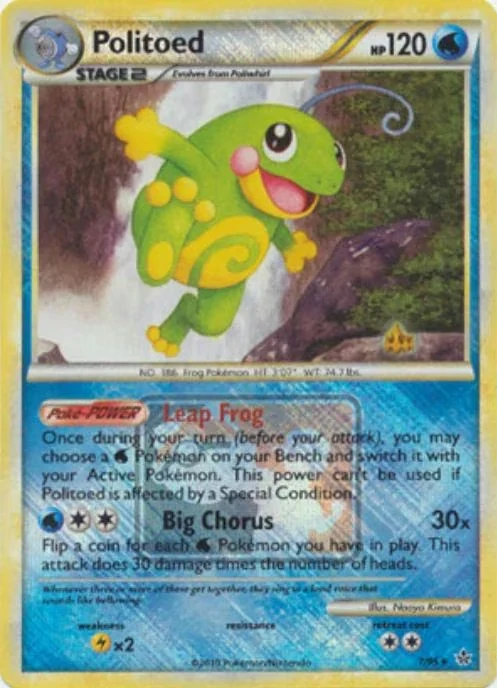 Politoed
HP 120
STAGE 2
Evolves from Poliwhirl
NO. 186 Frog Pokémon HT: 3'07" WT: 74.7 lbs.
Poké-POWER Leap Frog
Once during your turn (before your attack), you may
choose a Pokémon on your Bench and switch it with
your Active Pokémon. This power can't be used if
Politoed is affected by a Special Condition.
Big Chorus 30x
Flip a coin for each Pokémon you have in play. This
attack does 30 damage times the number of heads.
Whenever three or more of these get together, they sing in a loud voice that
sounds like bellowing.
Illus. Naoyo Kimura
weakness resistance retreat cost
x2
©2010 Pokémon/Nintendo 7/95